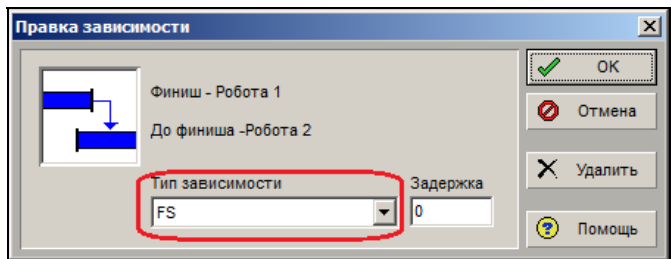 Правка зависимости
Финиш - Робота 1
До финиша -Робота 2
Тип зависимости
Задержка
FS
0
OK
Отмена
Удалить
Помощь